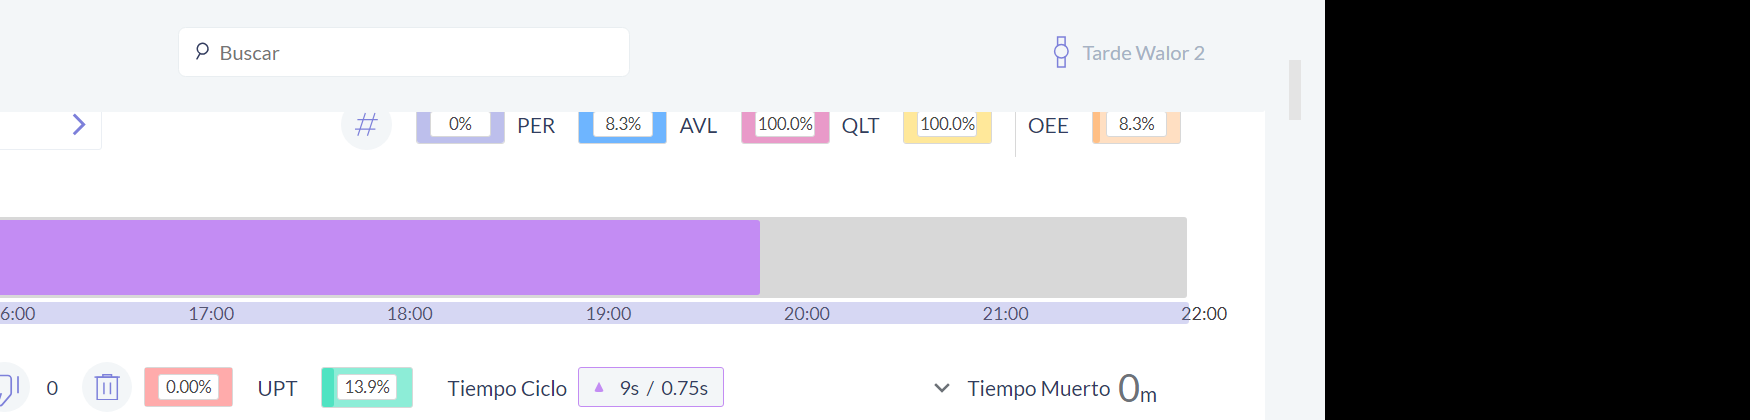 Buscar
Tarde Walor 2
# 0% PER 8.3% AVL 100.0% QLT 100.0% OEE 8.3%
6:00 17:00 18:00 19:00 20:00 21:00 22:00
0 0.00% UPT 13.9% Tiempo Ciclo ▲ 9s / 0.75s Tiempo Muerto 0m